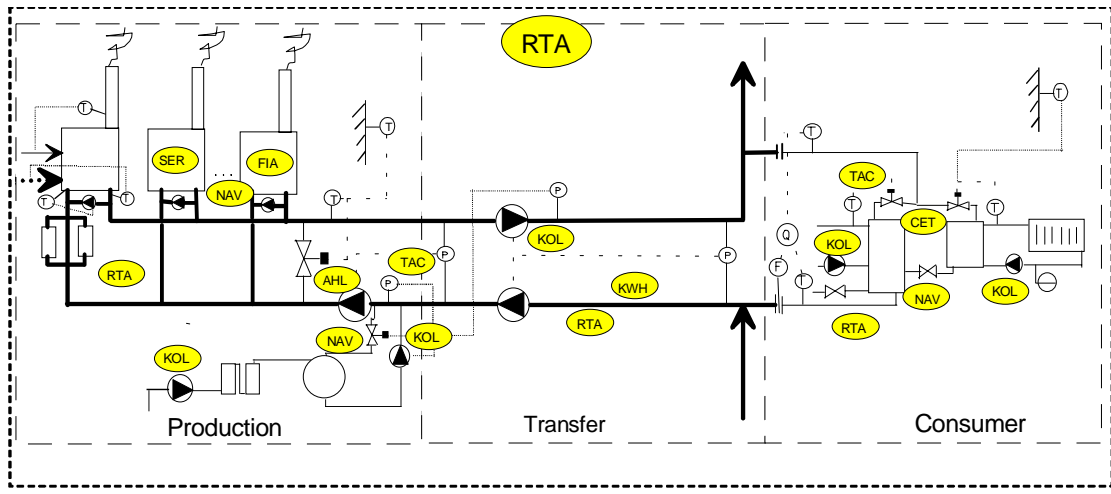 RTA
T
T
T
T
P
T
T
T
T
T
SER
FIA
NAV
TAC
CET
KOL
Q
KOL
P
P
RTA
AHL
TAC
P
KWH
F
T
NAV
KOL
RTA
RTA
NAV
KOL
KOL
Production
Transfer
Consumer